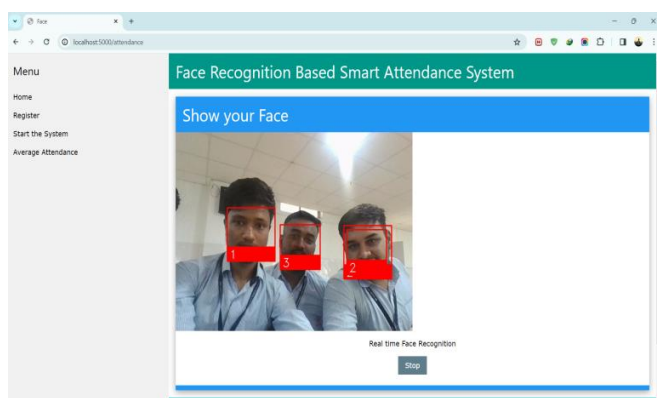 Face
localhost:5000/attendance
Menu
Home
Register
Start the System
Average Attendance
Face Recognition Based Smart Attendance System
Show your Face
1
3
2
Real time Face Recognition
Stop